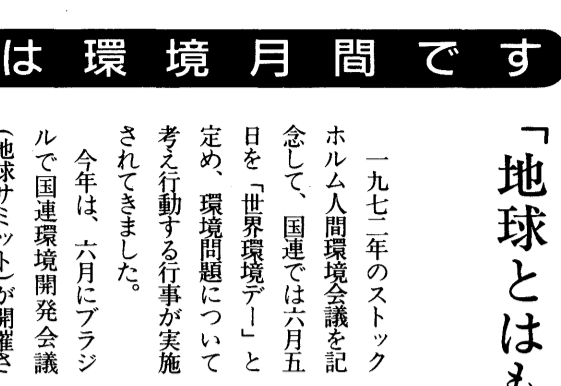 は環境月間です
「地球とはも
一九七二年のストック
ホルム人間環境会議を記
念して、国連では六月五
日を「世界環境デー」と
定め、環境問題について
考え行動する行事が実施
されてきました。
今年は、六月にブラジ
ルで国連環境開発会議
(地球サミット)が開催さ